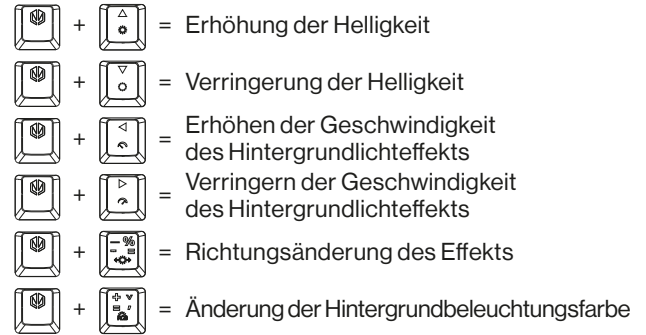 + △ = Erhöhung der Helligkeit
+ ▽ = Verringerung der Helligkeit
+ ◁ = Erhöhen der Geschwindigkeit
des Hintergrundlichteffekts
+ ▷ = Verringern der Geschwindigkeit
des Hintergrundlichteffekts
+ = Richtungsänderung des Effekts
+ = Änderung der Hintergrundbeleuchtungsfarbe